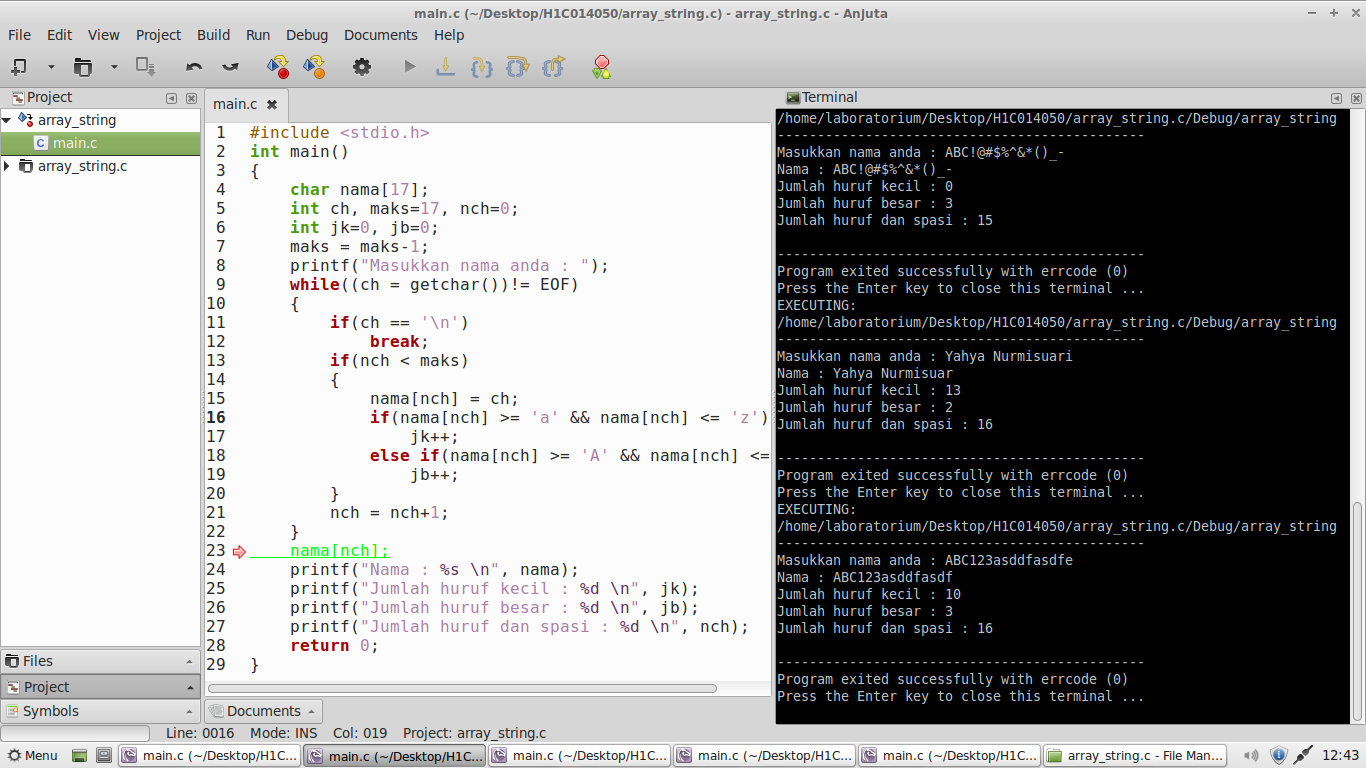 main.c (~/Desktop/H1C014050/array_string.c) - array_string.c - Anjuta
File Edit View Project Build Run Debug Documents Help
Project
array_string
main.c
array_string.c
Files
Project
Symbols
main.c
1 #include <stdio.h>
2 int main()
3 {
4 char nama[17];
5 int ch, maks=17, nch=0;
6 int jk=0, jb=0;
7 maks = maks-1;
8 printf("Masukkan nama anda : ");
9 while((ch = getchar())!= EOF)
10 {
11 if(ch == '\n')
12 break;
13 if(nch < maks)
14 {
15 nama[nch] = ch;
16 if(nama[nch] >= 'a' && nama[nch] <= 'z')
17 jk++;
18 else if(nama[nch] >= 'A' && nama[nch] <=
19 jb++;
20 }
21 nch = nch+1;
22 }
23 nama[nch];
24 printf("Nama : %s \n", nama);
25 printf("Jumlah huruf kecil : %d \n", jk);
26 printf("Jumlah huruf besar : %d \n", jb);
27 printf("Jumlah huruf dan spasi : %d \n", nch);
28 return 0;
29 }
Documents
Terminal
/home/laboratorium/Desktop/H1C014050/array_string.c/Debug/array_string
----------------------------------------------
Masukkan nama anda : ABC!@#$%^&*()_-
Nama : ABC!@#$%^&*()_-
Jumlah huruf kecil : 0
Jumlah huruf besar : 3
Jumlah huruf dan spasi : 15
----------------------------------------------
Program exited successfully with errcode (0)
Press the Enter key to close this terminal ...
EXECUTING:
/home/laboratorium/Desktop/H1C014050/array_string.c/Debug/array_string
----------------------------------------------
Masukkan nama anda : Yahya Nurmisuari
Nama : Yahya Nurmisuar
Jumlah huruf kecil : 13
Jumlah huruf besar : 2
Jumlah huruf dan spasi : 16
----------------------------------------------
Program exited successfully with errcode (0)
Press the Enter key to close this terminal ...
EXECUTING:
/home/laboratorium/Desktop/H1C014050/array_string.c/Debug/array_string
----------------------------------------------
Masukkan nama anda : ABC123asddfasdfe
Nama : ABC123asddfasdf
Jumlah huruf kecil : 10
Jumlah huruf besar : 3
Jumlah huruf dan spasi : 16
----------------------------------------------
Program exited successfully with errcode (0)
Press the Enter key to close this terminal ...
Line: 0016 Mode: INS Col: 019 Project: array_string.c
Menu main.c (~/Desktop/H1C... main.c (~/Desktop/H1C... main.c (~/Desktop/H1C... main.c (~/Desktop/H1C... main.c (~/Desktop/H1C... array_string.c - File Man... 12:43